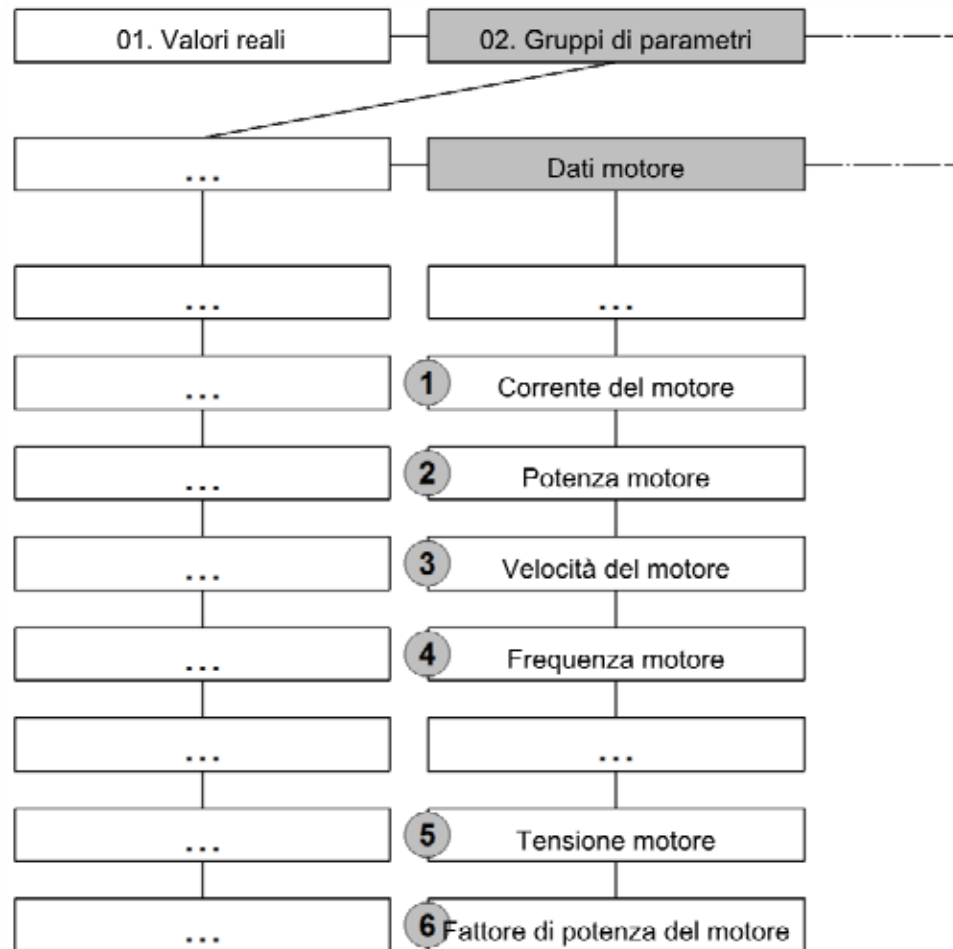 01. Valori reali
02. Gruppi di parametri
...
Dati motore
...
...
...
1
Corrente del motore
...
2
Potenza motore
...
3
Velocità del motore
...
4
Frequenza motore
...
...
...
5
Tensione motore
...
6
Fattore di potenza del motore